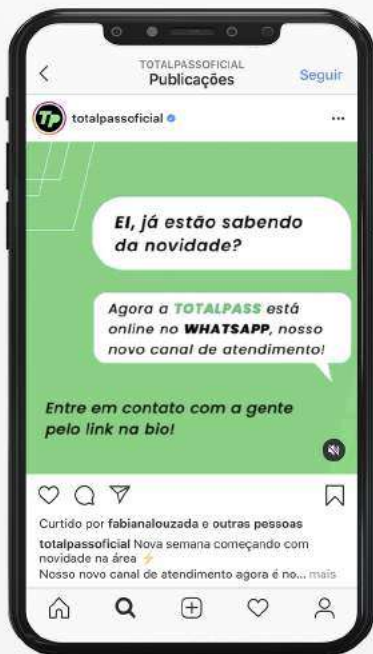 TOTALPASSOFICIAL
Publicações
Seguir
TP
totalpassoficial
EI, já estão sabendo
da novidade?
Agora a TOTALPASS está
online no WHATSAPP, nosso
novo canal de atendimento!
Entre em contato com a gente
pelo link na bio!
Curtido por fabianalouzada e outras pessoas
totalpassoficial Nova semana começando com
novidade na área ⚡
Nosso novo canal de atendimento agora é no... mais